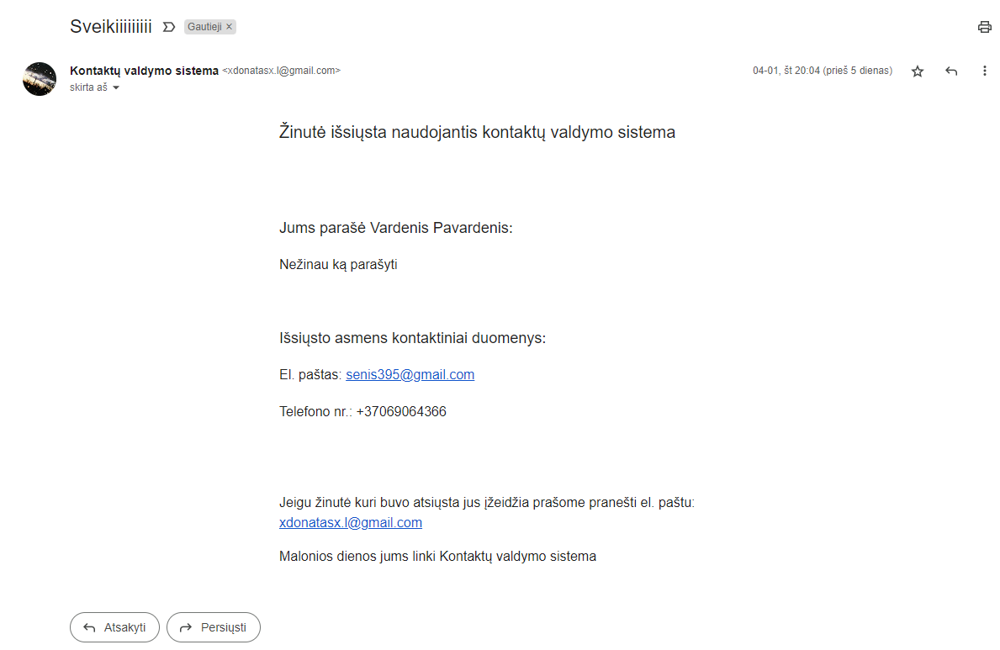 Sveikiiiiiiiii
Gautieji ×
Kontaktų valdymo sistema <xdonatasx.l@gmail.com>
04-01, št 20:04 (prieš 5 dienas)
skirta aš
Žinutė išsiųsta naudojantis kontaktų valdymo sistema
Jums parašė Vardenis Pavardenis:
Nežinau ką parašyti
Išsiųsto asmens kontaktiniai duomenys:
El. paštas: senis395@gmail.com
Telefono nr.: +37069064366
Jeigu žinutė kuri buvo atsiųsta jus įžeidžia prašome pranešti el. paštu:
xdonatasx.l@gmail.com
Malonios dienos jums linki Kontaktų valdymo sistema
Atsakyti
Persiųsti